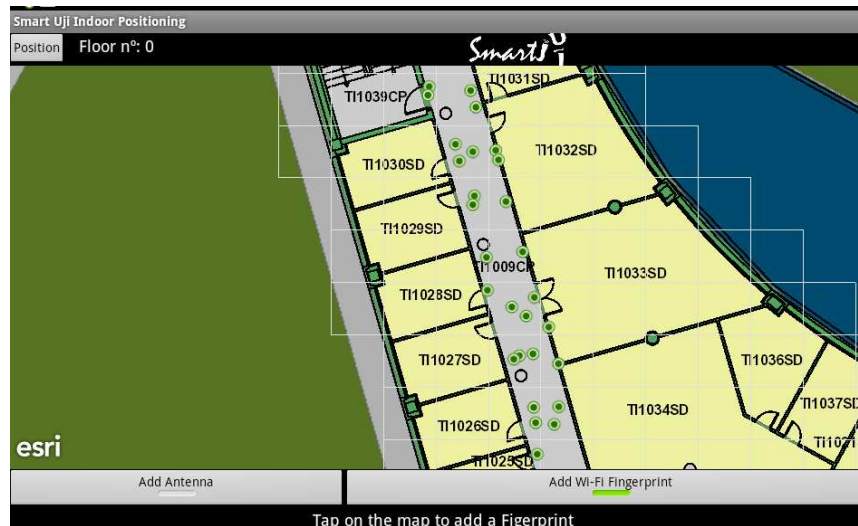 Smart Uji Indoor Positioning
Position
Floor nº: 0
Smart
TI1031SD
TI1039CP
TI1032SD
TI1030SD
TI1029SD
TI1009CP
TI1033SD
TI1028SD
TI1027SD
TI1036SD
TI1037SD
TI1034SD
TI1026SD
TI1025SD
esri
Add Antenna
Add Wi-Fi Fingerprint
Tap on the map to add a Figerprint